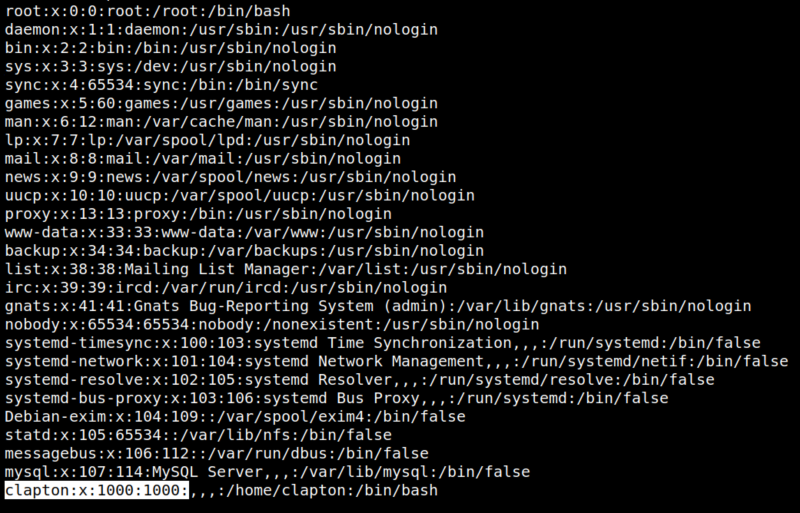 root:x:0:0:root:/root:/bin/bash
daemon:x:1:1:daemon:/usr/sbin:/usr/sbin/nologin
bin:x:2:2:bin:/bin:/usr/sbin/nologin
sys:x:3:3:sys:/dev:/usr/sbin/nologin
sync:x:4:65534:sync:/bin:/bin/sync
games:x:5:60:games:/usr/games:/usr/sbin/nologin
man:x:6:12:man:/var/cache/man:/usr/sbin/nologin
lp:x:7:7:lp:/var/spool/lpd:/usr/sbin/nologin
mail:x:8:8:mail:/var/mail:/usr/sbin/nologin
news:x:9:9:news:/var/spool/news:/usr/sbin/nologin
uucp:x:10:10:uucp:/var/spool/uucp:/usr/sbin/nologin
proxy:x:13:13:proxy:/bin:/usr/sbin/nologin
www-data:x:33:33:www-data:/var/www:/usr/sbin/nologin
backup:x:34:34:backup:/var/backups:/usr/sbin/nologin
list:x:38:38:Mailing List Manager:/var/list:/usr/sbin/nologin
irc:x:39:39:ircd:/var/run/ircd:/usr/sbin/nologin
gnats:x:41:41:Gnats Bug-Reporting System (admin):/var/lib/gnats:/usr/sbin/nologin
nobody:x:65534:65534:nobody:/nonexistent:/usr/sbin/nologin
systemd-timesync:x:100:103:systemd Time Synchronization,,,:/run/systemd:/bin/false
systemd-network:x:101:104:systemd Network Management,,,:/run/systemd/netif:/bin/false
systemd-resolve:x:102:105:systemd Resolver,,,:/run/systemd/resolve:/bin/false
systemd-bus-proxy:x:103:106:systemd Bus Proxy,,,:/run/systemd:/bin/false
Debian-exim:x:104:109::/var/spool/exim4:/bin/false
statd:x:105:65534::/var/lib/nfs:/bin/false
messagebus:x:106:112::/var/run/dbus:/bin/false
mysql:x:107:114:MySQL Server,,,:/var/lib/mysql:/bin/false
clapton:x:1000:1000:,,,:/home/clapton:/bin/bash